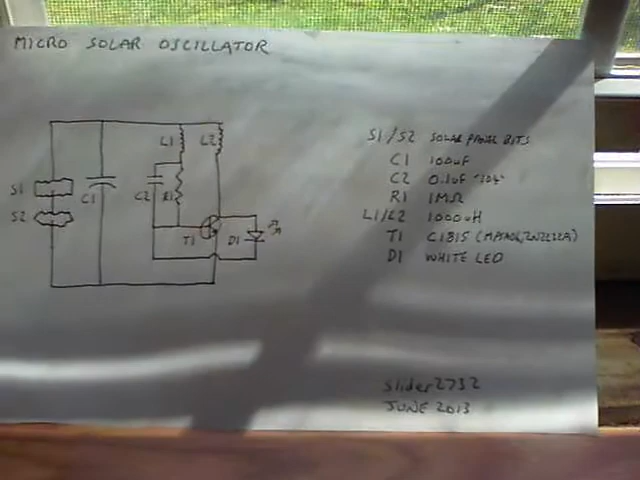 MICRO SOLAR OSCILLATOR
L1 L2
S1
S2
C1
C2
R1
T1
D1
S1/S2 SOLAR PANEL BITS
C1 100uF
C2 0.1uF "104"
R1 1MΩ
L1/L2 1000uH
T1 C1815 (MPSA06, 2N2222A)
D1 WHITE LED
slider2732
JUNE 2013